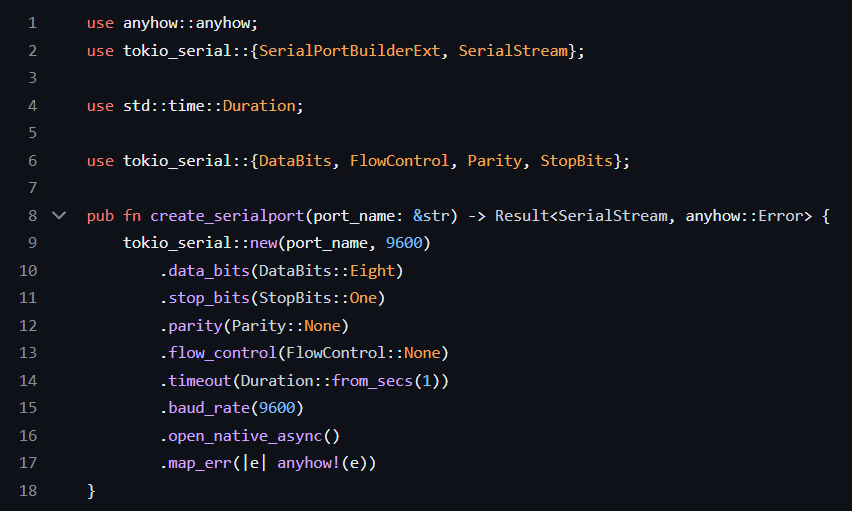 1 use anyhow::anyhow;
2 use tokio_serial::{SerialPortBuilderExt, SerialStream};
3
4 use std::time::Duration;
5
6 use tokio_serial::{DataBits, FlowControl, Parity, StopBits};
7
8 pub fn create_serialport(port_name: &str) -> Result<SerialStream, anyhow::Error> {
9     tokio_serial::new(port_name, 9600)
10         .data_bits(DataBits::Eight)
11         .stop_bits(StopBits::One)
12         .parity(Parity::None)
13         .flow_control(FlowControl::None)
14         .timeout(Duration::from_secs(1))
15         .baud_rate(9600)
16         .open_native_async()
17         .map_err(|e| anyhow!(e))
18 }